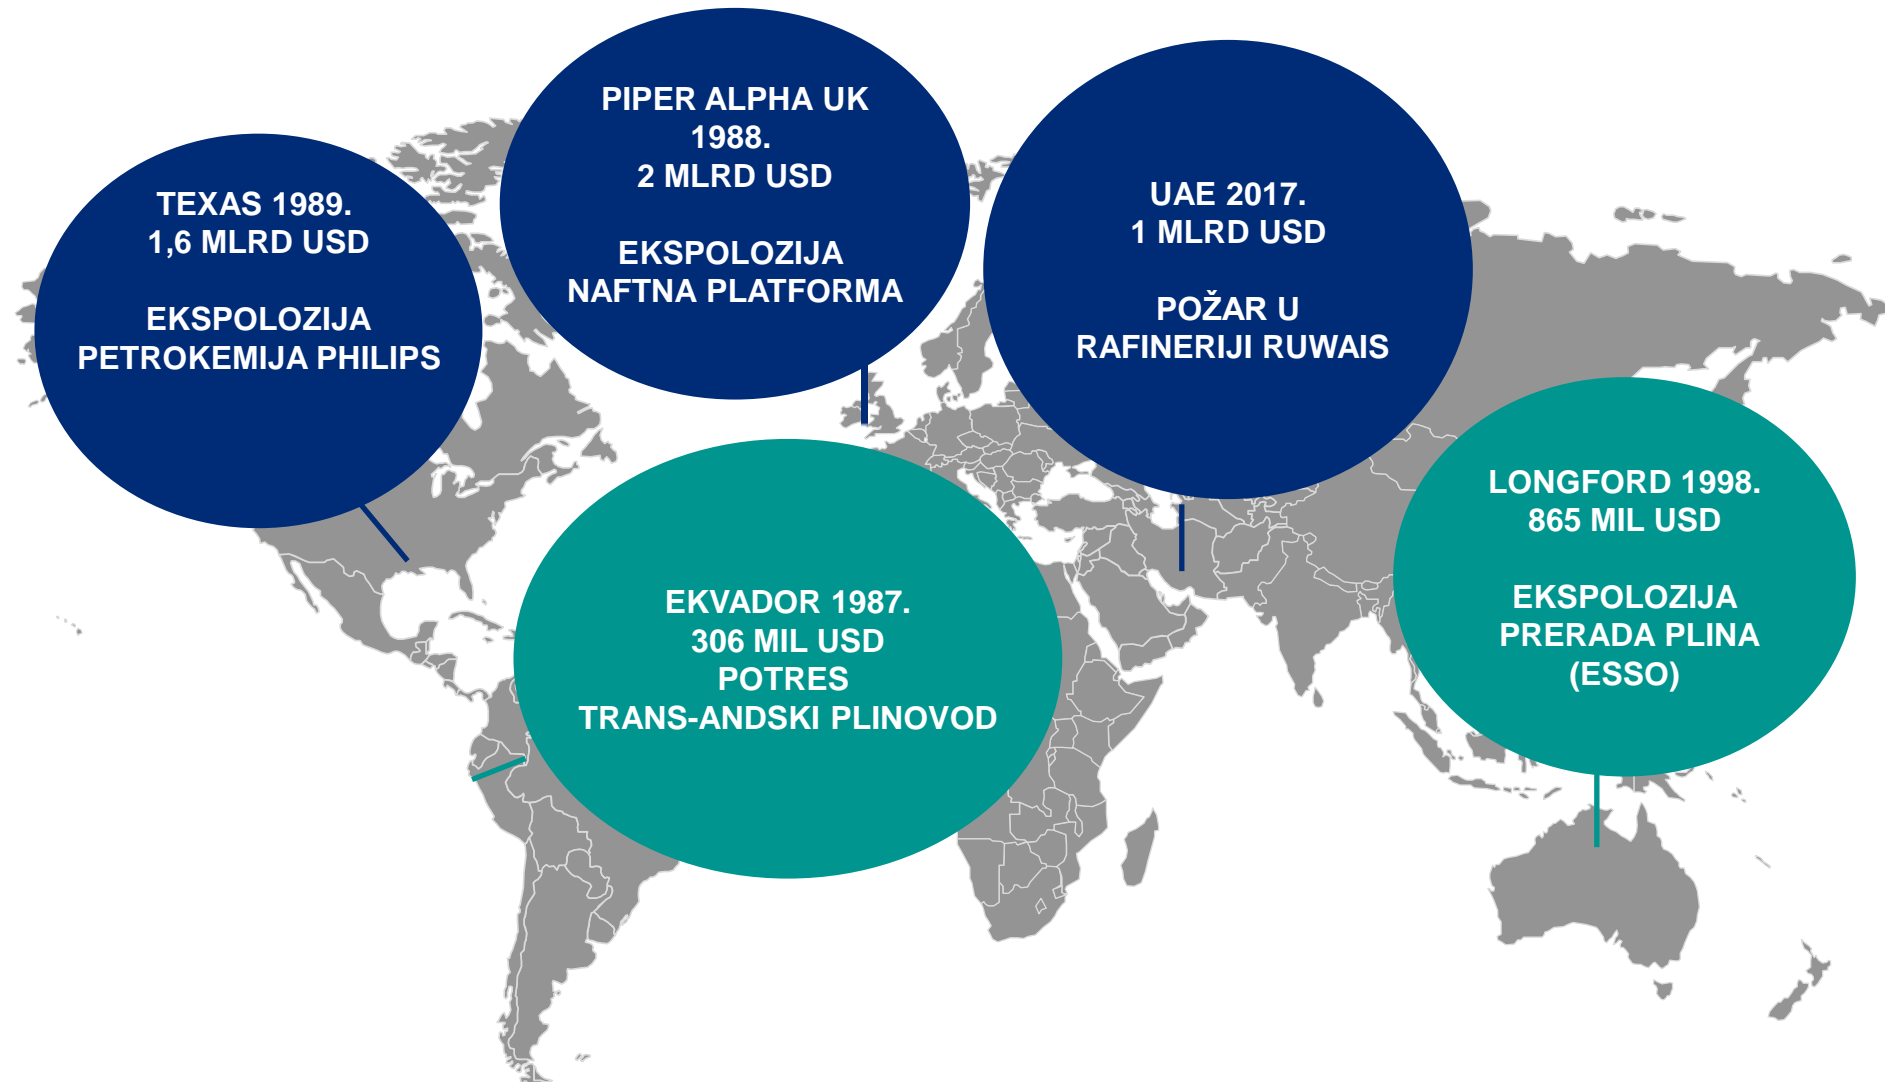 TEXAS 1989.
1,6 MLRD USD
EKSPOLOZIJA
PETROKEMIJA PHILIPS
PIPER ALPHA UK
1988.
2 MLRD USD
EKSPOLOZIJA
NAFTNA PLATFORMA
UAE 2017.
1 MLRD USD
POŽAR U
RAFINERIJI RUWAIS
EKVADOR 1987.
306 MIL USD
POTRES
TRANS-ANDSKI PLINOVOD
LONGFORD 1998.
865 MIL USD
EKSPOLOZIJA
PRERADA PLINA
(ESSO)